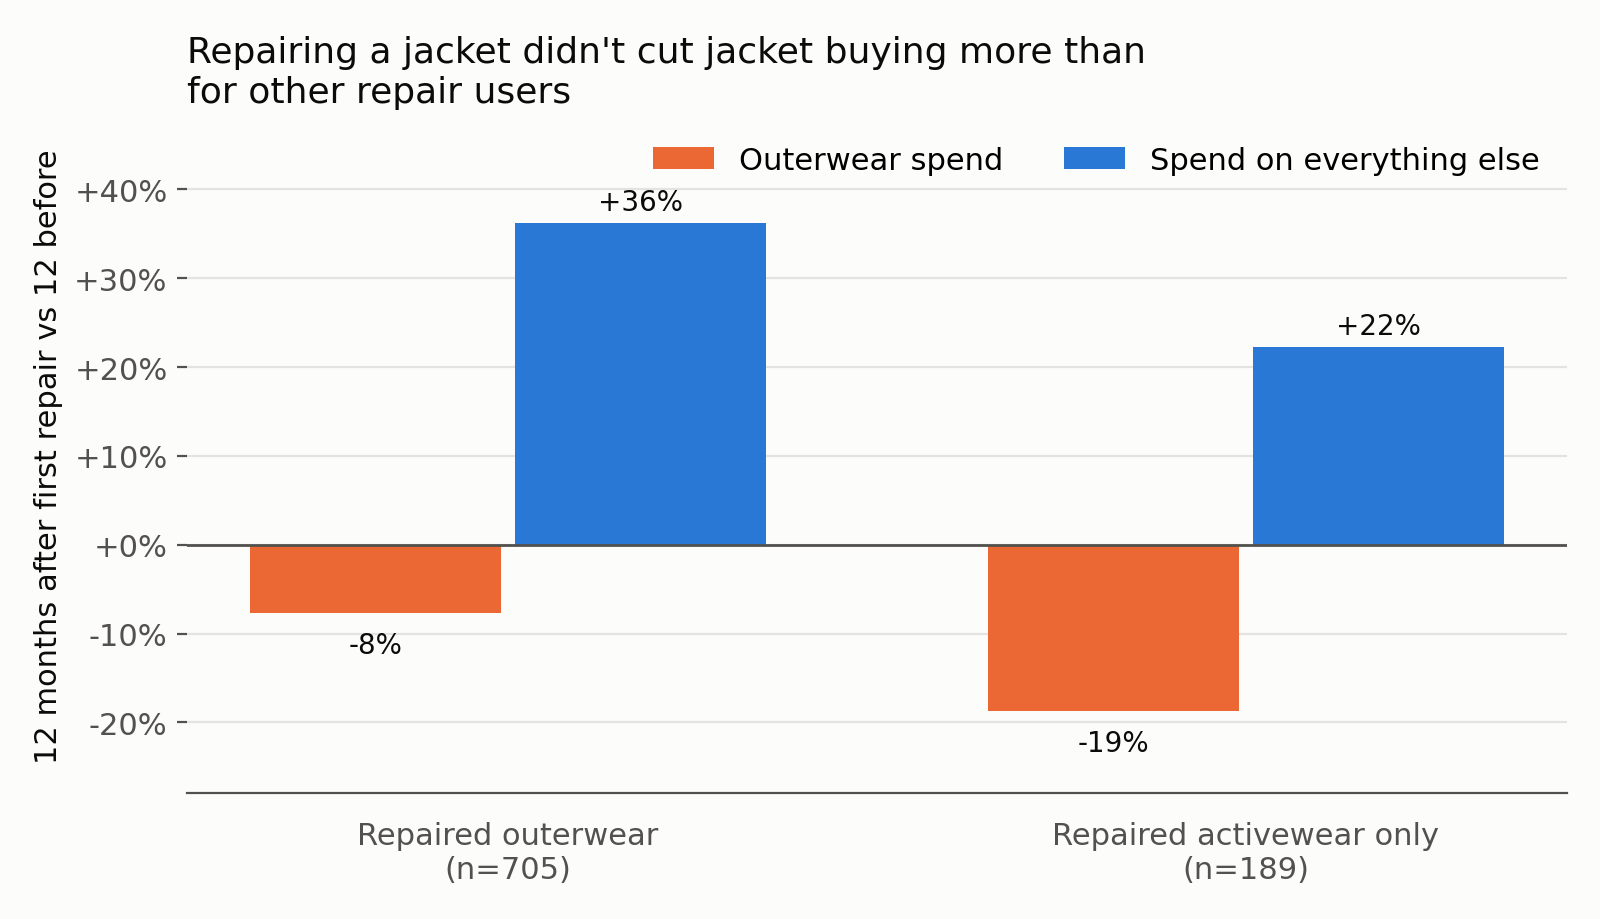 Repairing a jacket didn't cut jacket buying more than
for other repair users
Outerwear spend
Spend on everything else
12 months after first repair vs 12 before
+40%
+30%
+20%
+10%
+0%
-10%
-20%
+36%
-8%
+22%
-19%
Repaired outerwear
(n=705)
Repaired activewear only
(n=189)